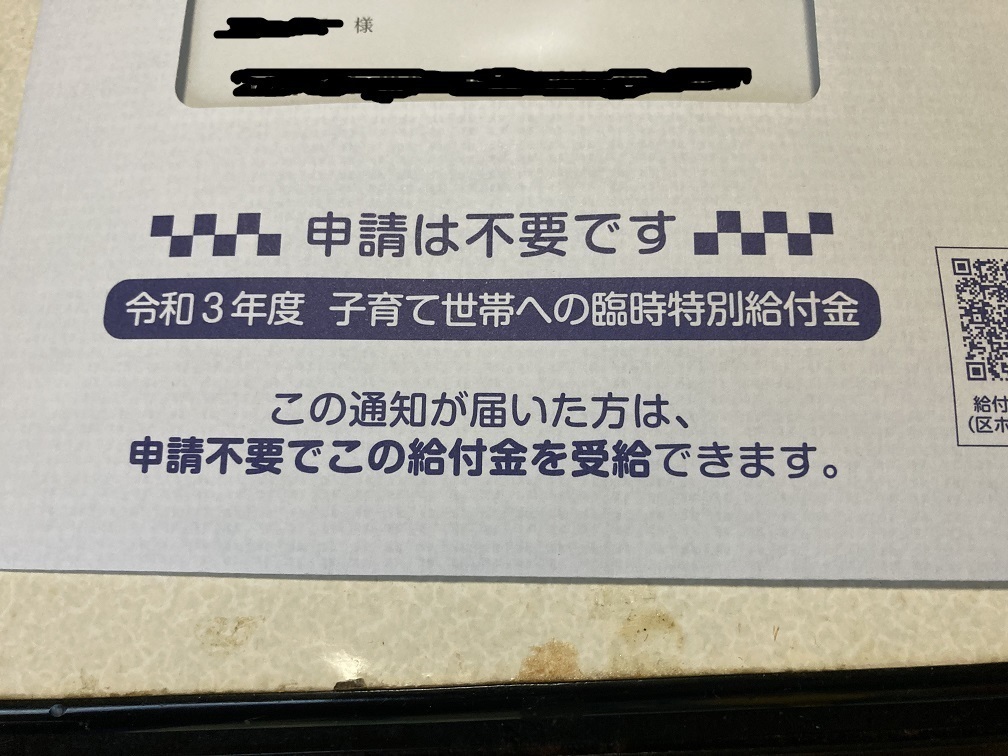 様
申請は不要です
令和3年度 子育て世帯への臨時特別給付金
この通知が届いた方は、
申請不要でこの給付金を受給できます。
給付
(区ホ